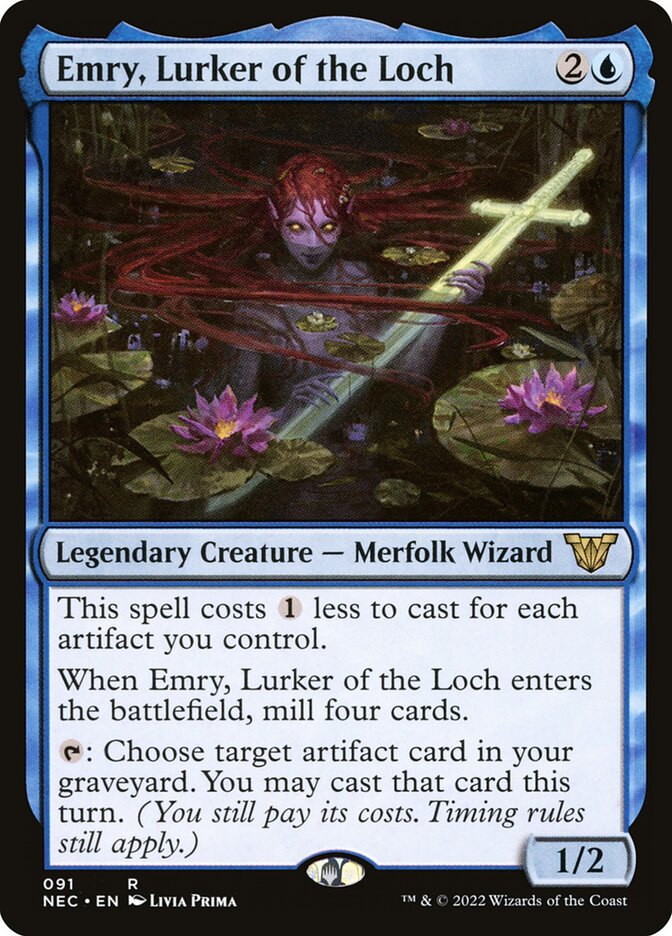 Emry, Lurker of the Loch 2
Legendary Creature — Merfolk Wizard
This spell costs 1 less to cast for each
artifact you control.
When Emry, Lurker of the Loch enters
the battlefield, mill four cards.
: Choose target artifact card in your
graveyard. You may cast that card this
turn. (You still pay its costs. Timing rules
still apply.)
1/2
091 R
NEC • EN LIVIA PRIMA
™ & © 2022 Wizards of the Coast